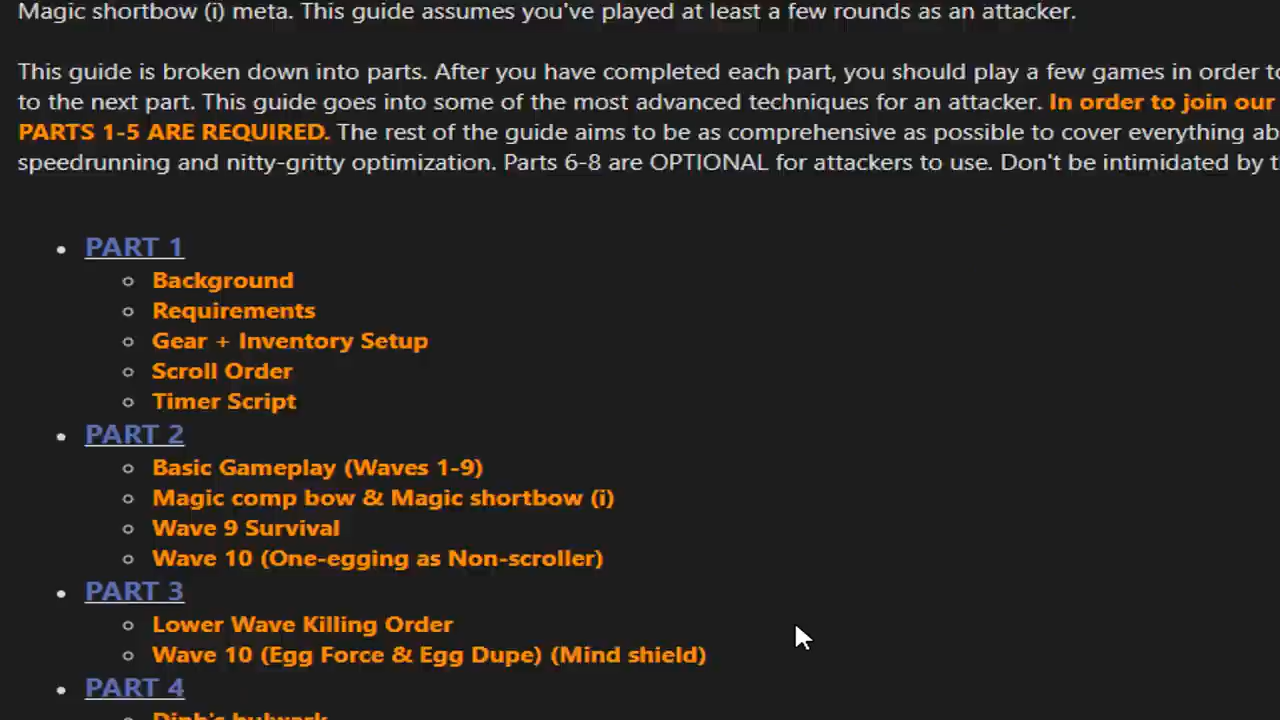 Magic shortbow (i) meta. This guide assumes you've played at least a few rounds as an attacker.
This guide is broken down into parts. After you have completed each part, you should play a few games in order to
to the next part. This guide goes into some of the most advanced techniques for an attacker. In order to join our
PARTS 1-5 ARE REQUIRED. The rest of the guide aims to be as comprehensive as possible to cover everything
speedrunning and nitty-gritty optimization. Parts 6-8 are OPTIONAL for attackers to use. Don't be intimidated by
PART 1
Background
Requirements
Gear + Inventory Setup
Scroll Order
Timer Script
PART 2
Basic Gameplay (Waves 1-9)
Magic comp bow & Magic shortbow (i)
Wave 9 Survival
Wave 10 (One-egging as Non-scroller)
PART 3
Lower Wave Killing Order
Wave 10 (Egg Force & Egg Dupe) (Mind shield)
PART 4